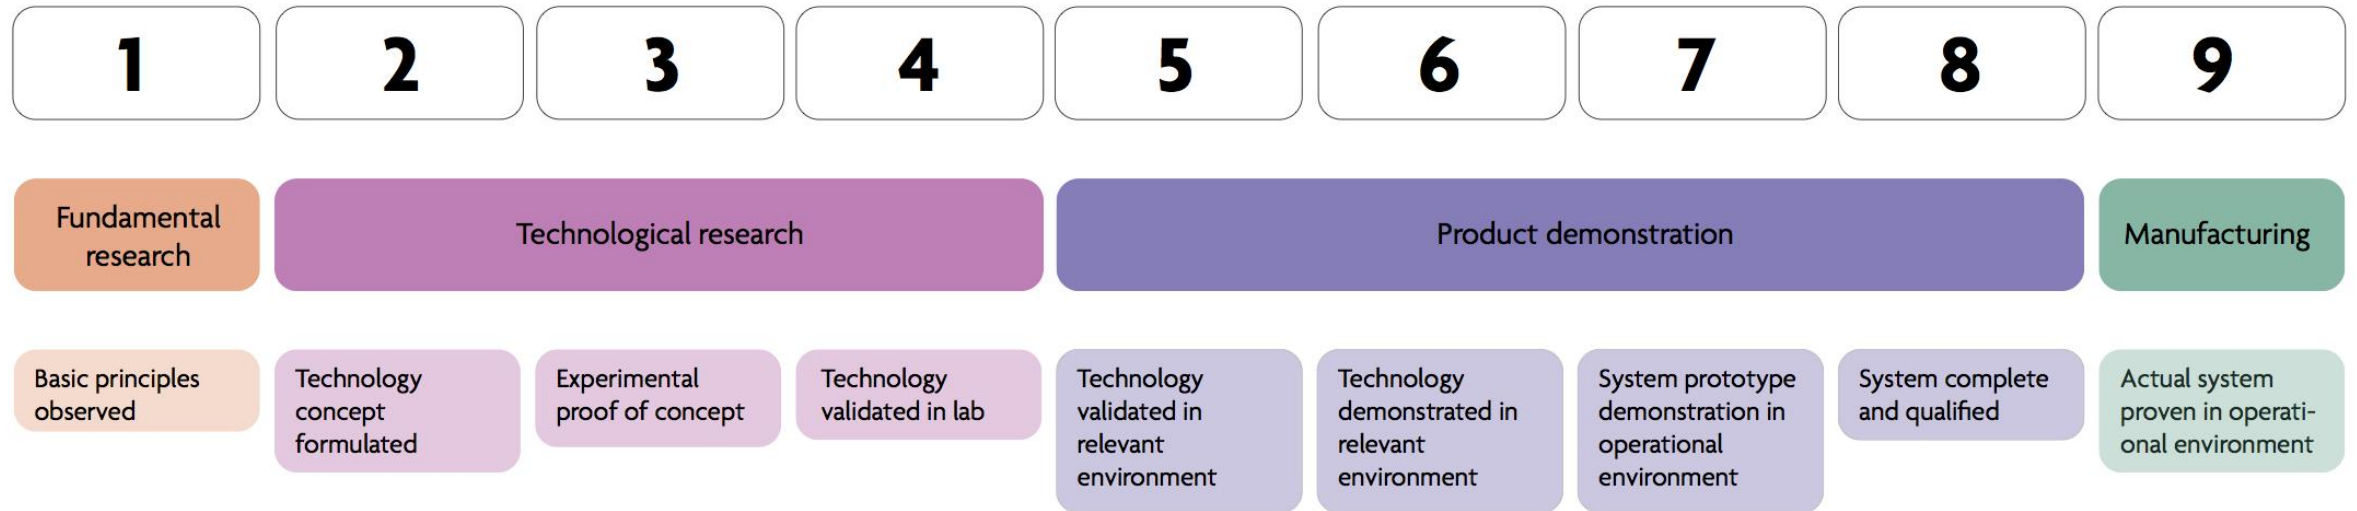 1
2
3
4
5
6
7
8
9
Fundamental
research
Technological research
Product demonstration
Manufacturing
Basic principles
observed
Technology
concept
formulated
Experimental
proof of concept
Technology
validated in lab
Technology
validated in
relevant
environment
Technology
demonstrated in
relevant
environment
System prototype
demonstration in
operational
environment
System complete
and qualified
Actual system
proven in operati-
onal environment